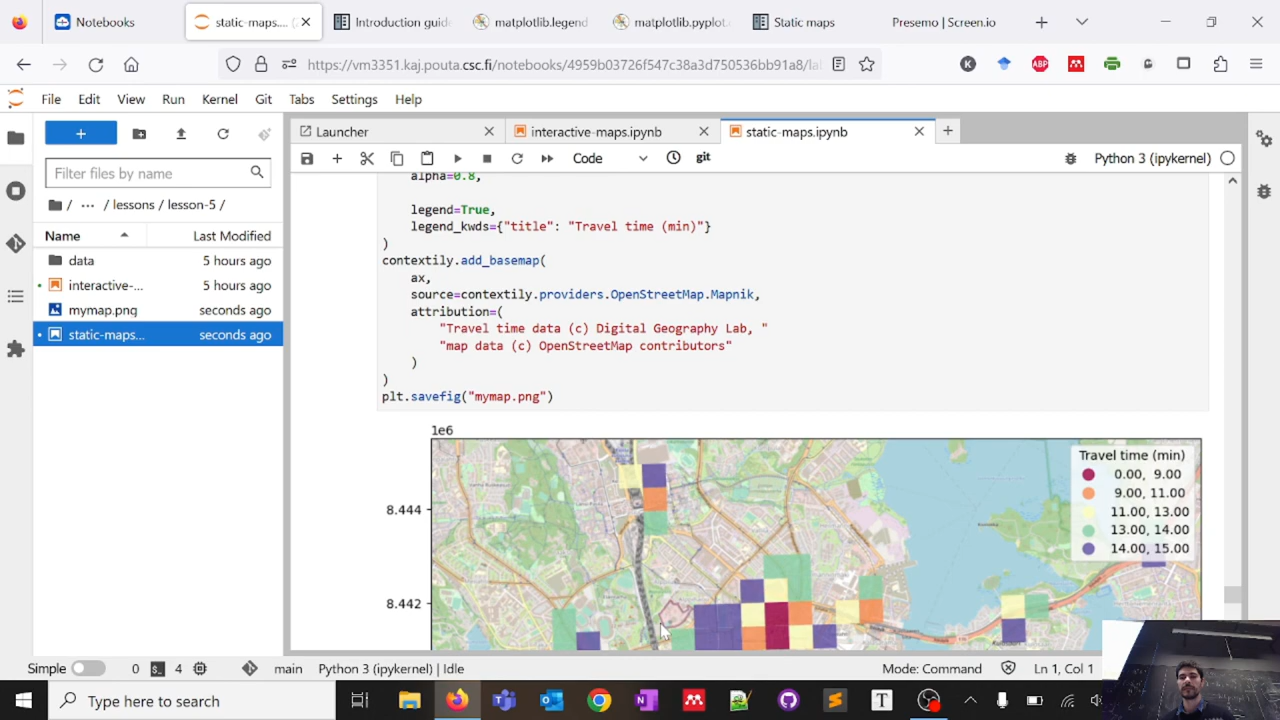 Notebooks
static-maps.... (
Introduction guid
matplotlib.legend
matplotlib.pyplot.
Static maps
Presemo | Screen.io
https://vm3351.kaj.pouta.csc.fi/notebooks/4959b03726f547c38a3d750536bb91a8/lal
K
ABP
File Edit View Run Kernel Git Tabs Settings Help
+
Launcher
interactive-maps.ipynb
static-maps.ipynb
Code
git
Python 3 (ipykernel)
Filter files by name
/ ... / lessons / lesson-5 /
Name Last Modified
data 5 hours ago
interactive-... 5 hours ago
mymap.png seconds ago
static-maps... seconds ago
alpha=0.8,
legend=True,
legend_kwds={"title": "Travel time (min)"}
)
contextily.add_basemap(
ax,
source=contextily.providers.OpenStreetMap.Mapnik,
attribution=(
"Travel time data (c) Digital Geography Lab, "
"map data (c) OpenStreetMap contributors"
)
)
plt.savefig("mymap.png")
1e6
8.444
8.442
Travel time (min)
0.00, 9.00
9.00, 11.00
11.00, 13.00
13.00, 14.00
14.00, 15.00
Simple 0 4 main Python 3 (ipykernel) | Idle Mode: Command Ln 1, Col 1
Type here to search